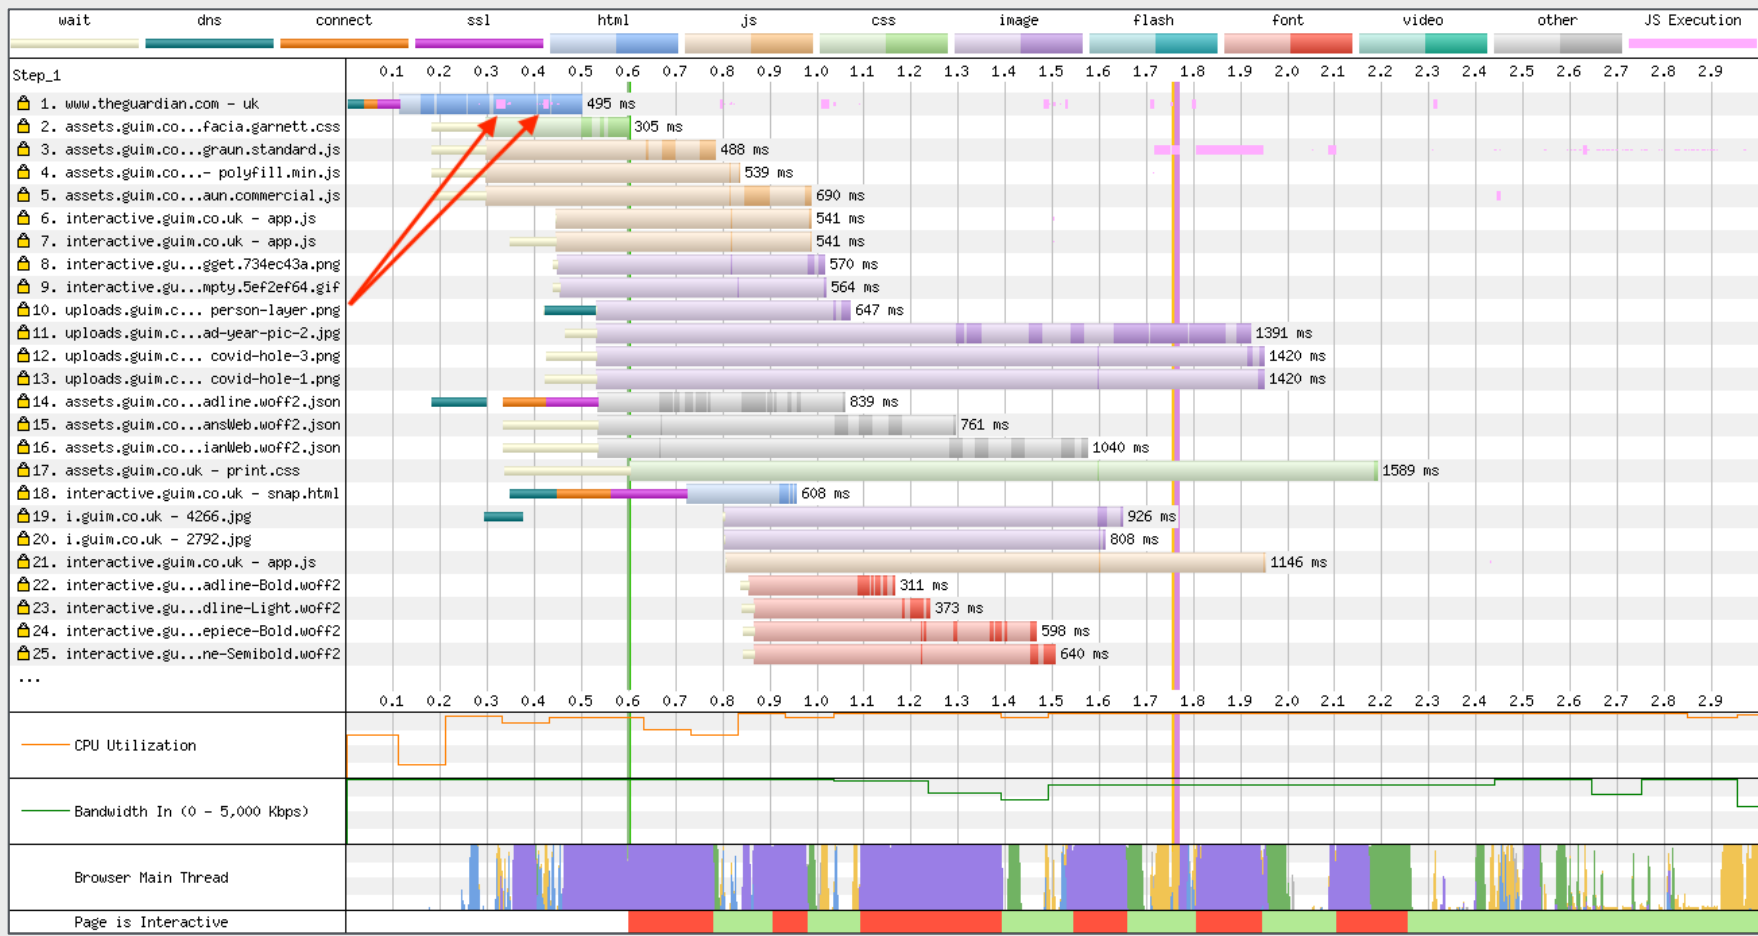 wait dns connect ssl html js css image flash font video other JS Execution
Step_1 0.1 0.2 0.3 0.4 0.5 0.6 0.7 0.8 0.9 1.0 1.1 1.2 1.3 1.4 1.5 1.6 1.7 1.8 1.9 2.0 2.1 2.2 2.3 2.4 2.5 2.6 2.7 2.8 2.9
1. www.theguardian.com - uk 495 ms
2. assets.guim.co...facia.garnett.css 305 ms
3. assets.guim.co...graun.standard.js 488 ms
4. assets.guim.co...- polyfill.min.js 539 ms
5. assets.guim.co...aun.commercial.js 690 ms
6. interactive.guim.co.uk - app.js 541 ms
7. interactive.guim.co.uk - app.js 541 ms
8. interactive.gu...gget.734ec43a.png 570 ms
9. interactive.gu...mpty.5ef2ef64.gif 564 ms
10. uploads.guim.c... person-layer.png 647 ms
11. uploads.guim.c...ad-year-pic-2.jpg 1391 ms
12. uploads.guim.c... covid-hole-3.png 1420 ms
13. uploads.guim.c... covid-hole-1.png 1420 ms
14. assets.guim.co...adline.woff2.json 839 ms
15. assets.guim.co...ansWeb.woff2.json 761 ms
16. assets.guim.co...ianWeb.woff2.json 1040 ms
17. assets.guim.co.uk - print.css 1589 ms
18. interactive.guim.co.uk - snap.html 608 ms
19. i.guim.co.uk - 4266.jpg 926 ms
20. i.guim.co.uk - 2792.jpg 808 ms
21. interactive.guim.co.uk - app.js 1146 ms
22. interactive.gu...adline-Bold.woff2 311 ms
23. interactive.gu...dline-Light.woff2 373 ms
24. interactive.gu...epiece-Bold.woff2 598 ms
25. interactive.gu...ne-Semibold.woff2 640 ms
...
0.1 0.2 0.3 0.4 0.5 0.6 0.7 0.8 0.9 1.0 1.1 1.2 1.3 1.4 1.5 1.6 1.7 1.8 1.9 2.0 2.1 2.2 2.3 2.4 2.5 2.6 2.7 2.8 2.9
CPU Utilization
Bandwidth In (0 - 5,000 Kbps)
Browser Main Thread
Page is Interactive